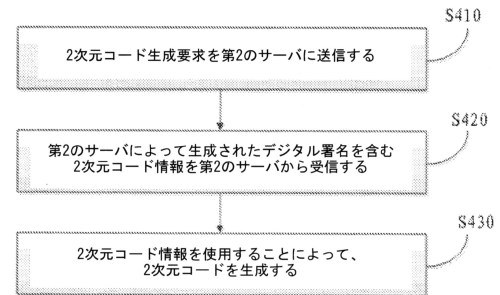 S410
2次元コード生成要求を第2のサーバに送信する
S420
第2のサーバによって生成されたデジタル署名を含む
2次元コード情報を第2のサーバから受信する
S430
2次元コード情報を使用することによって、
2次元コードを生成する